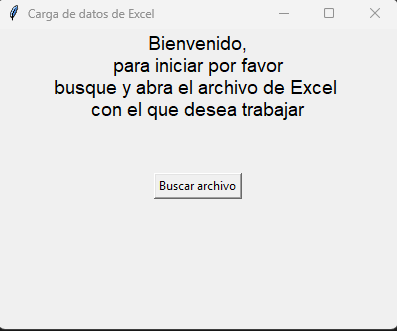 Carga de datos de Excel
Bienvenido,
para iniciar por favor
busque y abra el archivo de Excel
con el que desea trabajar
Buscar archivo